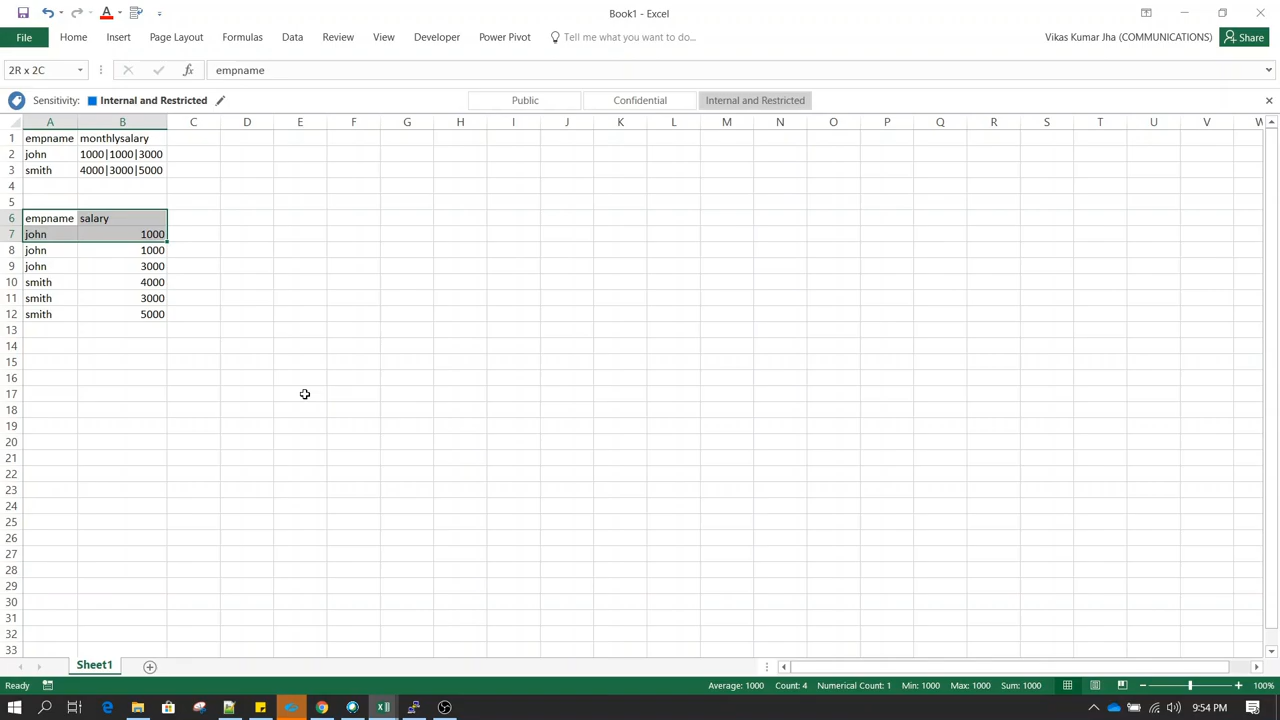 Book1 - Excel
File Home Insert Page Layout Formulas Data Review View Developer Power Pivot Tell me what you want to do... Vikas Kumar Jha (COMMUNICATIONS) Share
2R x 2C fx empname
Sensitivity: Internal and Restricted Public Confidential Internal and Restricted
A B C D E F G H I J K L M N O P Q R S T U V W
1 empname monthlysalary
2 john 1000|1000|3000
3 smith 4000|3000|5000
4
5
6 empname salary
7 john 1000
8 john 1000
9 john 3000
10 smith 4000
11 smith 3000
12 smith 5000
13
14
15
16
17
18
19
20
21
22
23
24
25
26
27
28
29
30
31
32
33
Sheet1
Ready Average: 1000 Count: 4 Numerical Count: 1 Min: 1000 Max: 1000 Sum: 1000 100%
9:54 PM